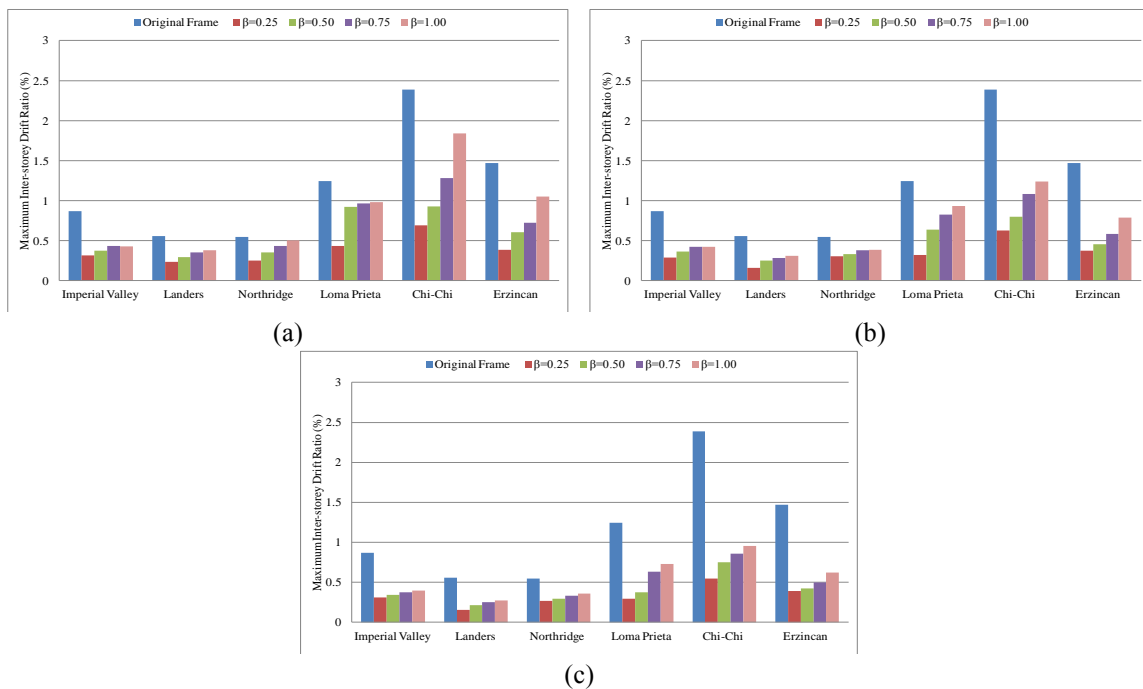 Original Frame β=0.25 β=0.50 β=0.75 β=1.00
Maximum Inter-storey Drift Ratio (%)
3
2.5
2
1.5
1
0.5
0
Imperial Valley Landers Northridge Loma Prieta Chi-Chi Erzincan
(a)
Original Frame β=0.25 β=0.50 β=0.75 β=1.00
Maximum Inter-storey Drift Ratio (%)
3
2.5
2
1.5
1
0.5
0
Imperial Valley Landers Northridge Loma Prieta Chi-Chi Erzincan
(b)
Original Frame β=0.25 β=0.50 β=0.75 β=1.00
Maximum Inter-storey Drift Ratio (%)
3
2.5
2
1.5
1
0.5
0
Imperial Valley Landers Northridge Loma Prieta Chi-Chi Erzincan
(c)